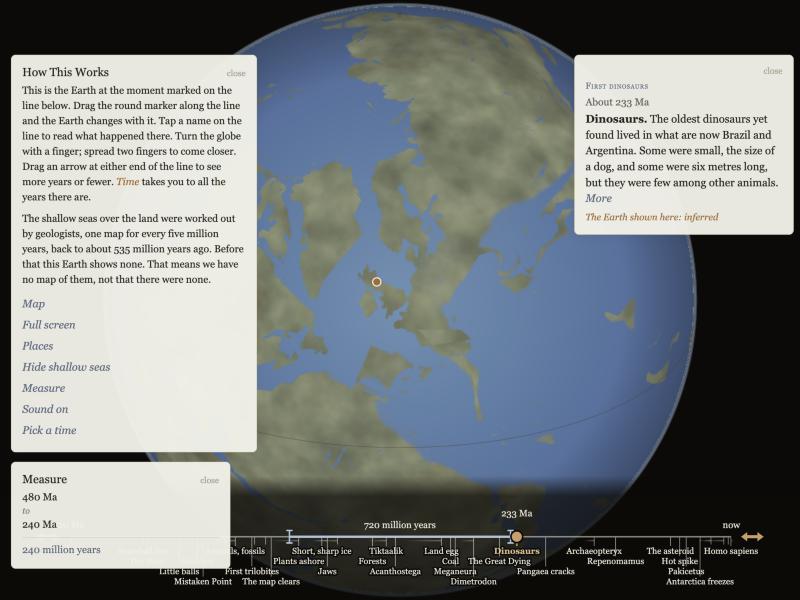 How This Works
close
This is the Earth at the moment marked on the
line below. Drag the round marker along the line
and the Earth changes with it. Tap a name on the
line to read what happened there. Turn the globe
with a finger; spread two fingers to come closer.
Drag an arrow at either end of the line to see
more years or fewer. Time takes you to all the
years there are.
The shallow seas over the land were worked out
by geologists, one map for every five million
years, back to about 535 million years ago. Before
that this Earth shows none. That means we have
no map of them, not that there were none.
Map
Full screen
Places
Hide shallow seas
Measure
Sound on
Pick a time
close
First dinosaurs
About 233 Ma
Dinosaurs. The oldest dinosaurs yet
found lived in what are now Brazil and
Argentina. Some were small, the size of
a dog, and some were six metres long,
but they were few among other animals.
More
The Earth shown here: inferred
Measure
close
480 Ma
to
240 Ma
240 million years
233 Ma
720 million years
now
fossils
Short, sharp ice
Tiktaalik
Land egg
Dinosaurs
Archaeopteryx
The asteroid
Homo sapiens
Plants ashore
Forests
Coal
The Great Dying
Repenomamus
Hot spike
Little balls
First trilobites
Jaws
Acanthostega
Meganeura
Pangaea cracks
Pakicetus
Mistaken Point
The map clears
Dimetrodon
Antarctica freezes